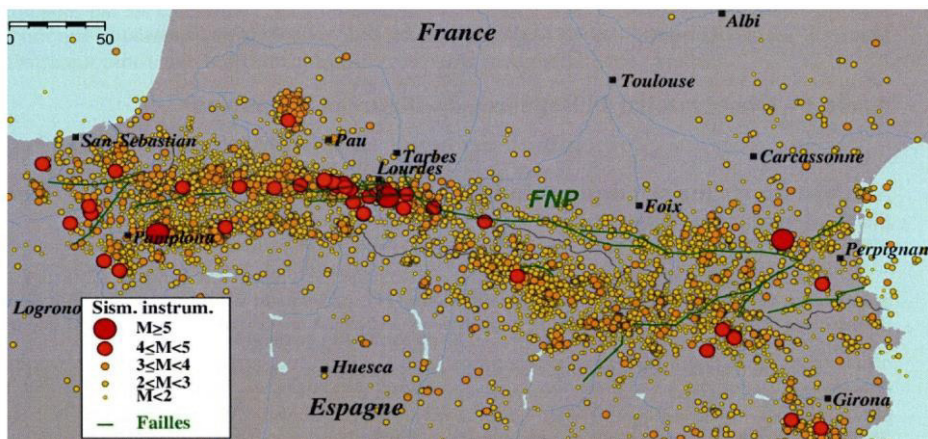 0 50
Albi
France
Toulouse
San-Sebastian
Pau
Tarbes
Lourdes
Carcassonne
FNP
Foix
Pamplona
Perpignan
Logrono
Sism. instrum.
M≥5
4≤M<5
3≤M<4
2≤M<3
M<2
Failles
Huesca
Espagne
Girona